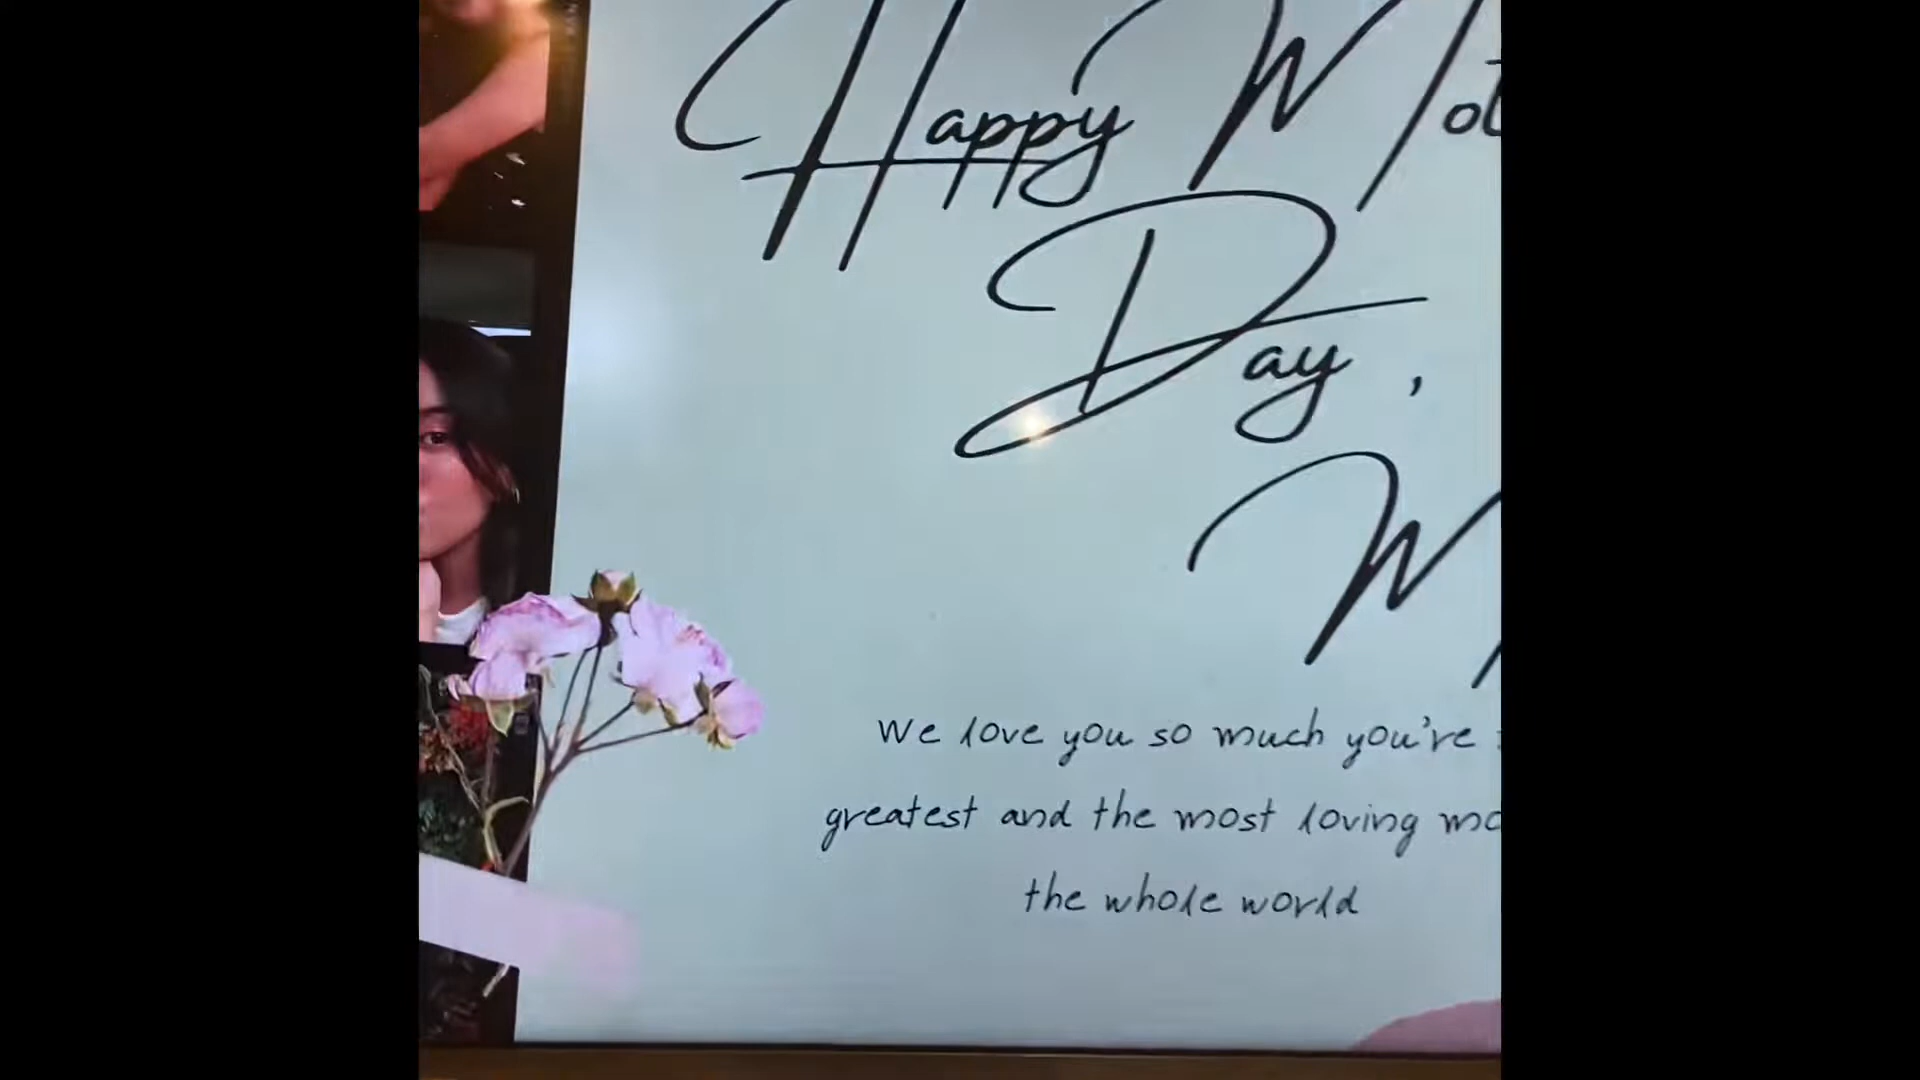 Happy
Day,
we love you so much you're
greatest and the most loving
the whole world